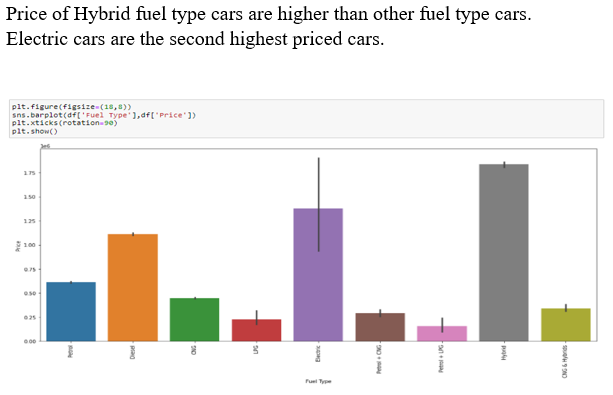 Price of Hybrid fuel type cars are higher than other fuel type cars.
Electric cars are the second highest priced cars.
plt.figure(figsize=(18,8))
sns.barplot(df['Fuel Type'],df['Price'])
plt.xticks(rotation=90)
plt.show()
1e6
1.75
1.50
1.25
1.00
0.75
0.50
0.25
0.00
Price
Petrol
Diesel
CNG
LPG
Electric
Petrol + CNG
Petrol + LPG
Hybrid
CNG & Hybrids
Fuel Type